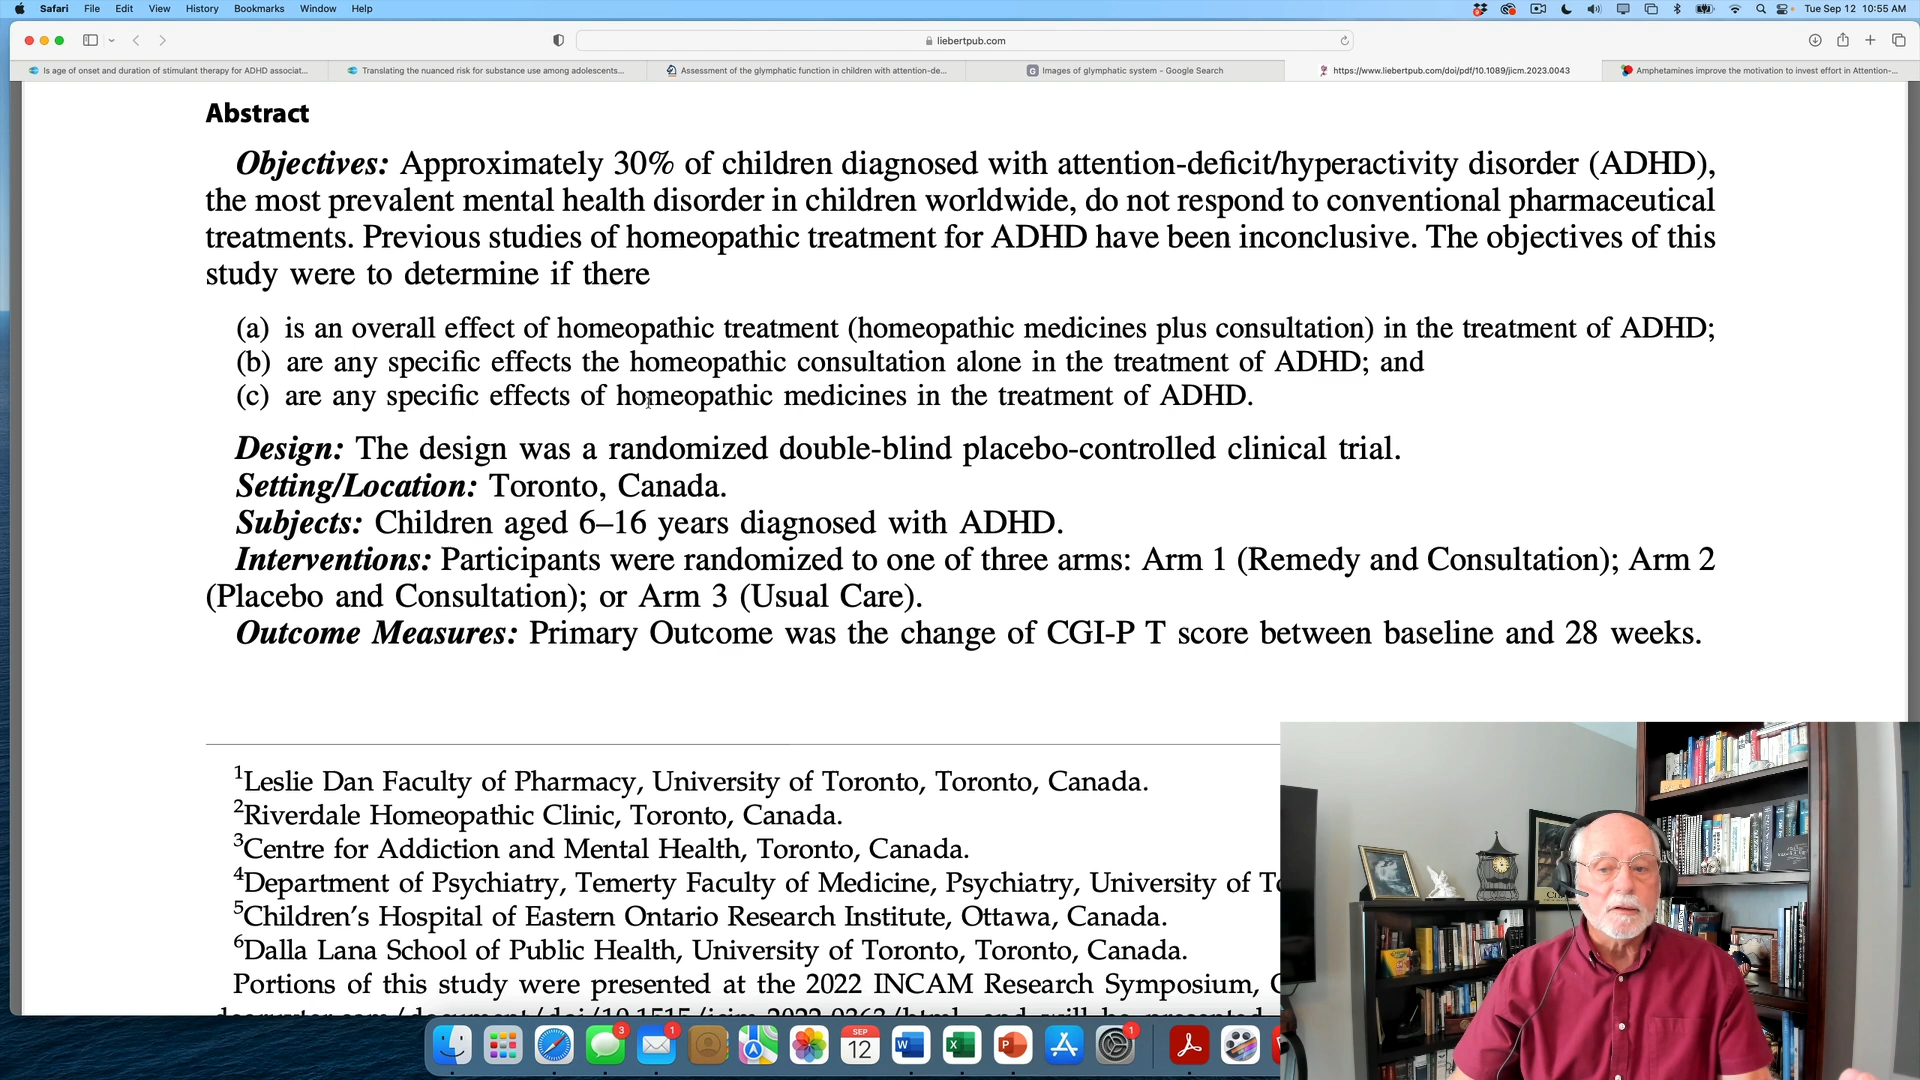 Safari File Edit View History Bookmarks Window Help
Tue Sep 12 10:55 AM
liebertpub.com
Is age of onset and duration of stimulant therapy for ADHD associat...
Translating the nuanced risk for substance use among adolescents...
Assessment of the glymphatic function in children with attention-de...
Images of glymphatic system - Google Search
https://www.liebertpub.com/doi/pdf/10.1089/jicm.2023.0043
Amphetamines improve the motivation to invest effort in Attention-...
Abstract
Objectives: Approximately 30% of children diagnosed with attention-deficit/hyperactivity disorder (ADHD),
the most prevalent mental health disorder in children worldwide, do not respond to conventional pharmaceutical
treatments. Previous studies of homeopathic treatment for ADHD have been inconclusive. The objectives of this
study were to determine if there
(a) is an overall effect of homeopathic treatment (homeopathic medicines plus consultation) in the treatment of ADHD;
(b) are any specific effects the homeopathic consultation alone in the treatment of ADHD; and
(c) are any specific effects of homeopathic medicines in the treatment of ADHD.
Design: The design was a randomized double-blind placebo-controlled clinical trial.
Setting/Location: Toronto, Canada.
Subjects: Children aged 6–16 years diagnosed with ADHD.
Interventions: Participants were randomized to one of three arms: Arm 1 (Remedy and Consultation); Arm 2
(Placebo and Consultation); or Arm 3 (Usual Care).
Outcome Measures: Primary Outcome was the change of CGI-P T score between baseline and 28 weeks.
1Leslie Dan Faculty of Pharmacy, University of Toronto, Toronto, Canada.
2Riverdale Homeopathic Clinic, Toronto, Canada.
3Centre for Addiction and Mental Health, Toronto, Canada.
4Department of Psychiatry, Temerty Faculty of Medicine, Psychiatry, University of To
5Children's Hospital of Eastern Ontario Research Institute, Ottawa, Canada.
6Dalla Lana School of Public Health, University of Toronto, Toronto, Canada.
Portions of this study were presented at the 2022 INCAM Research Symposium,
3
1
SEP
12
1